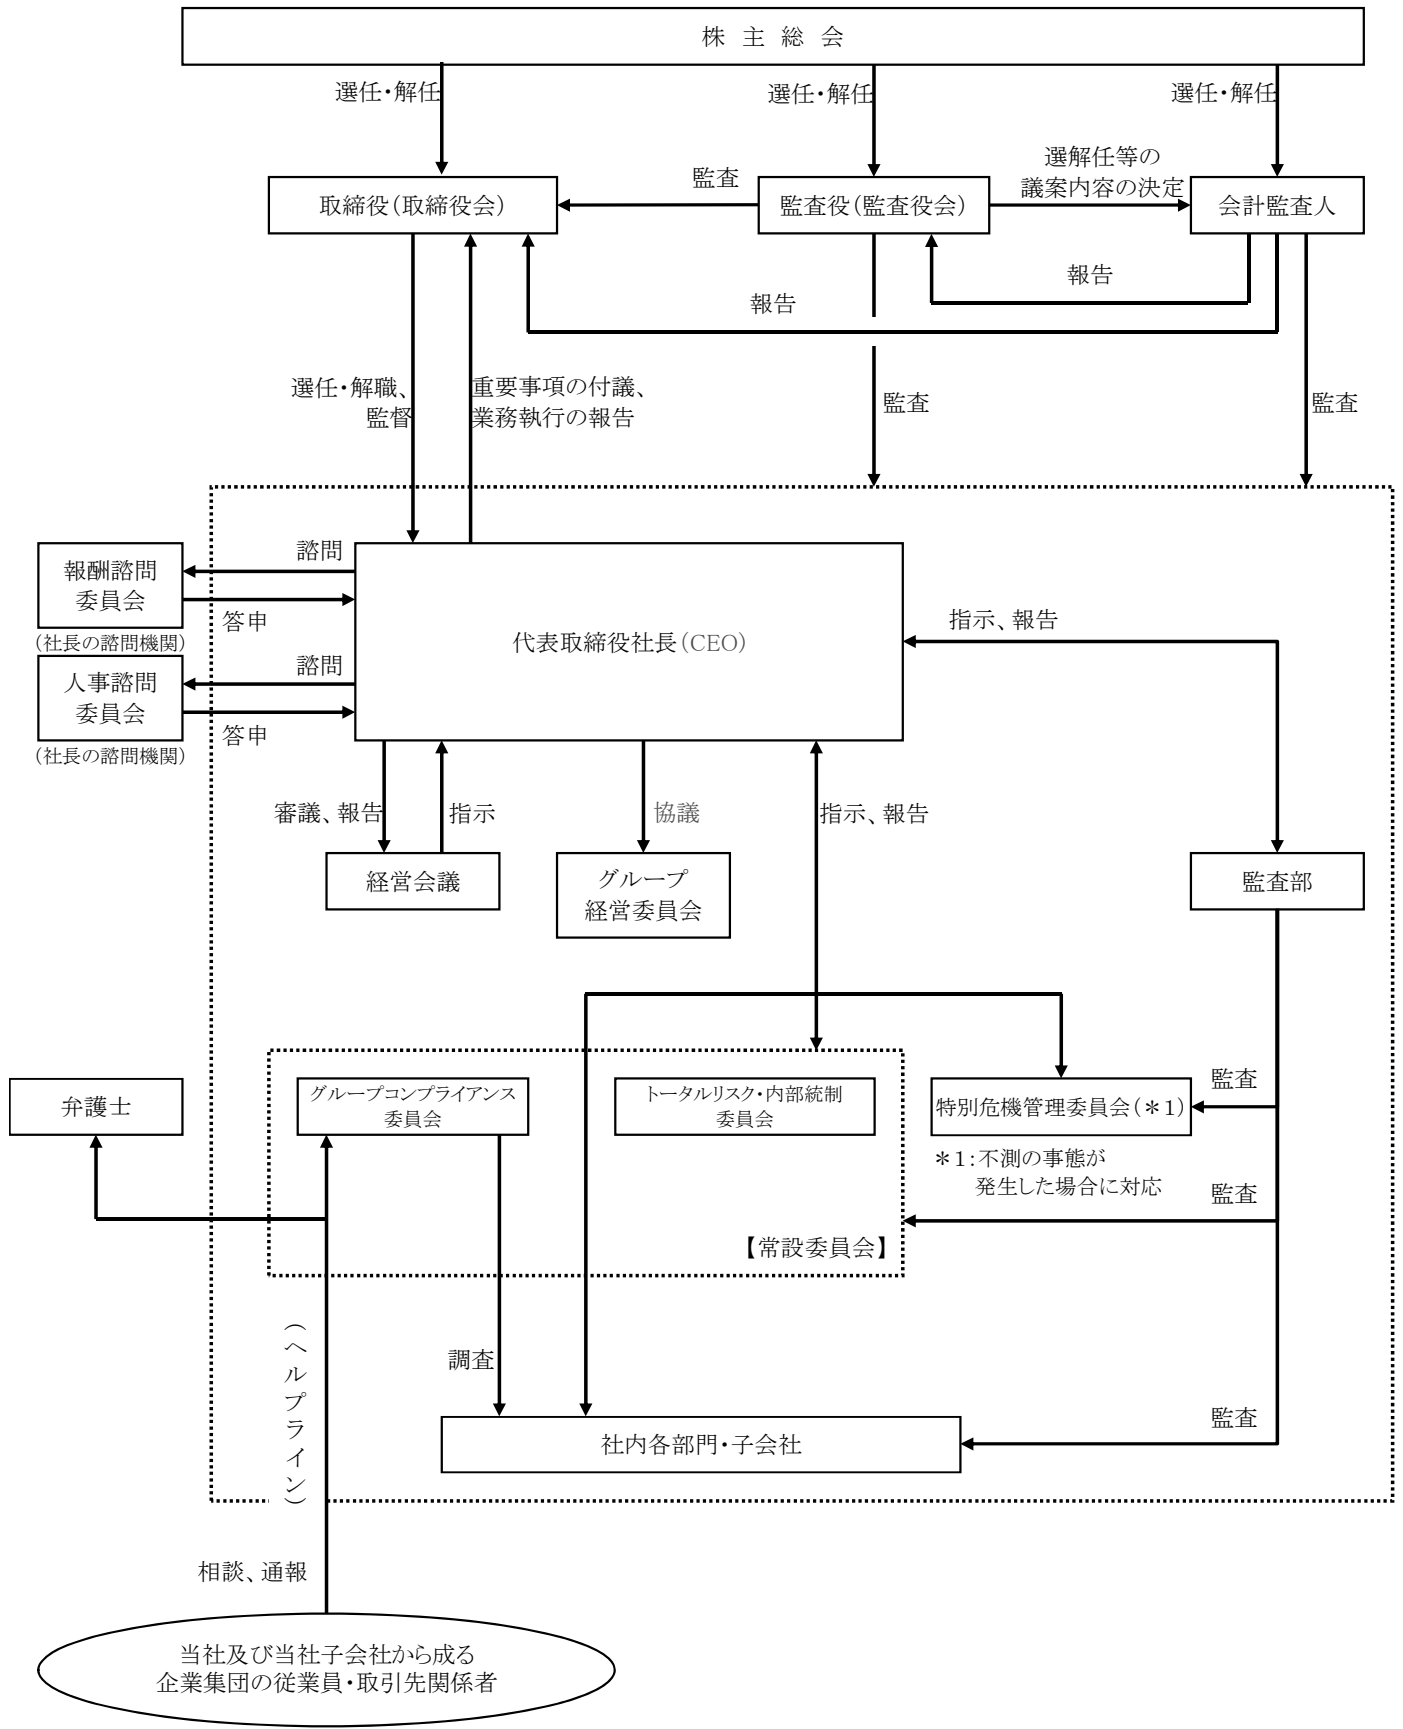 株 主 総 会
選任・解任
選任・解任
選任・解任
取締役（取締役会）
監査
監査役（監査役会）
選解任等の
議案内容の決定
会計監査人
報告
報告
選任・解職、
監督
重要事項の付議、
業務執行の報告
監査
監査
報酬諮問
委員会
（社長の諮問機関）
諮問
答申
人事諮問
委員会
（社長の諮問機関）
諮問
答申
代表取締役社長（CEO）
指示、報告
審議、報告
指示
協議
指示、報告
経営会議
グループ
経営委員会
監査部
弁護士
グループコンプライアンス
委員会
トータルリスク・内部統制
委員会
特別危機管理委員会（＊１）
監査
＊１：不測の事態が
発生した場合に対応
監査
【常設委員会】
（ヘルプライン）
調査
社内各部門・子会社
監査
相談、通報
当社及び当社子会社から成る
企業集団の従業員・取引先関係者